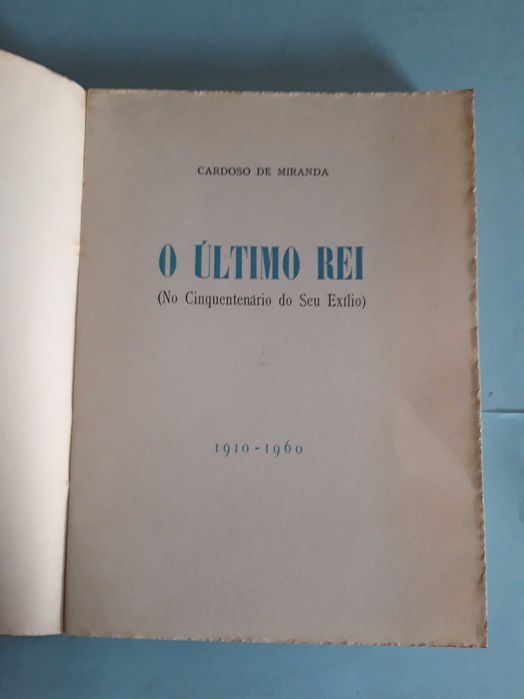 CARDOSO DE MIRANDA
O ÚLTIMO REI
(No Cinquentenário do Seu Exílio)
1910-1960